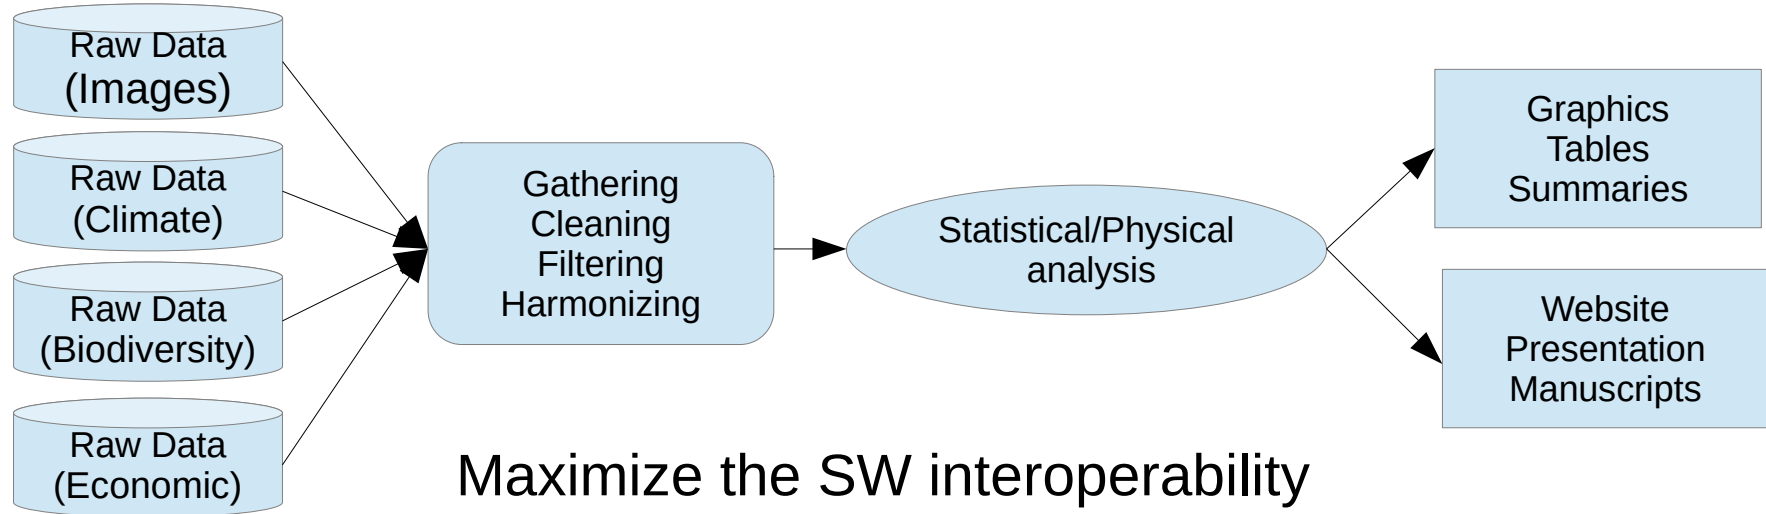 Raw Data
(Images)
Raw Data
(Climate)
Raw Data
(Biodiversity)
Raw Data
(Economic)
Gathering
Cleaning
Filtering
Harmonizing
Statistical/Physical
analysis
Graphics
Tables
Summaries
Website
Presentation
Manuscripts
Maximize the SW interoperability